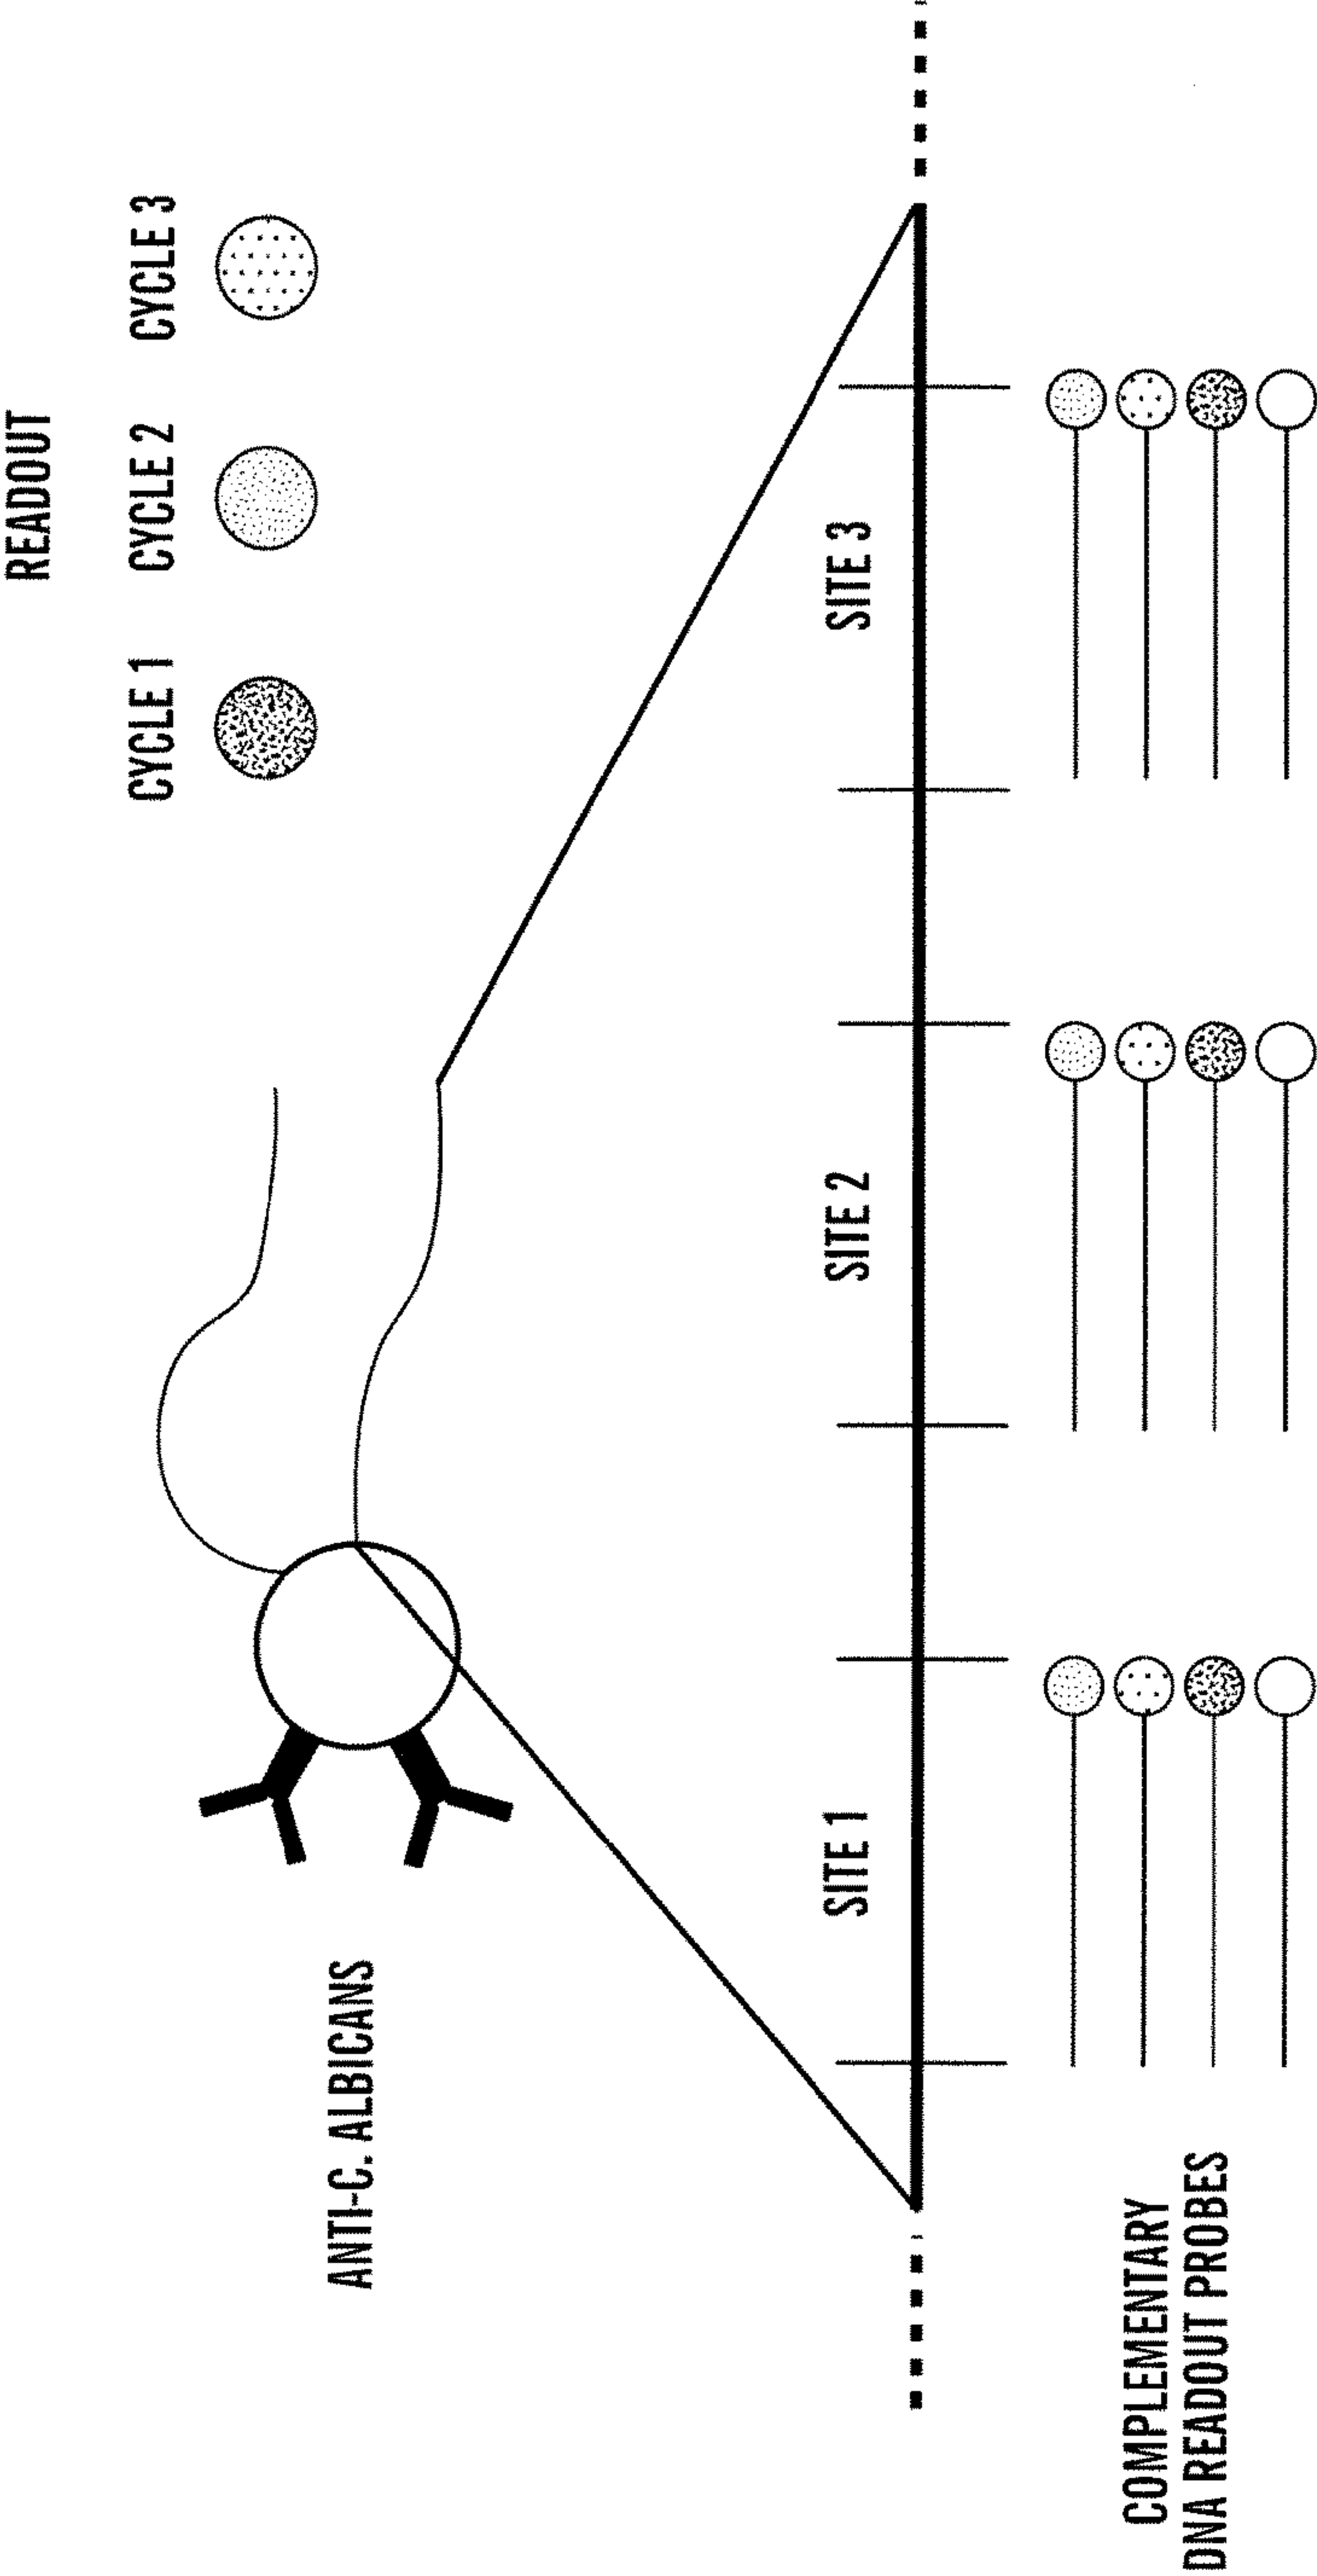 READOUT
CYCLE 1
CYCLE 2
CYCLE 3
ANTI-C. ALBICANS
SITE 1
SITE 2
SITE 3
COMPLEMENTARY
DNA READOUT PROBES